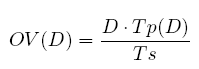 OV(D) = \frac{D \cdot Tp(D)}{Ts}